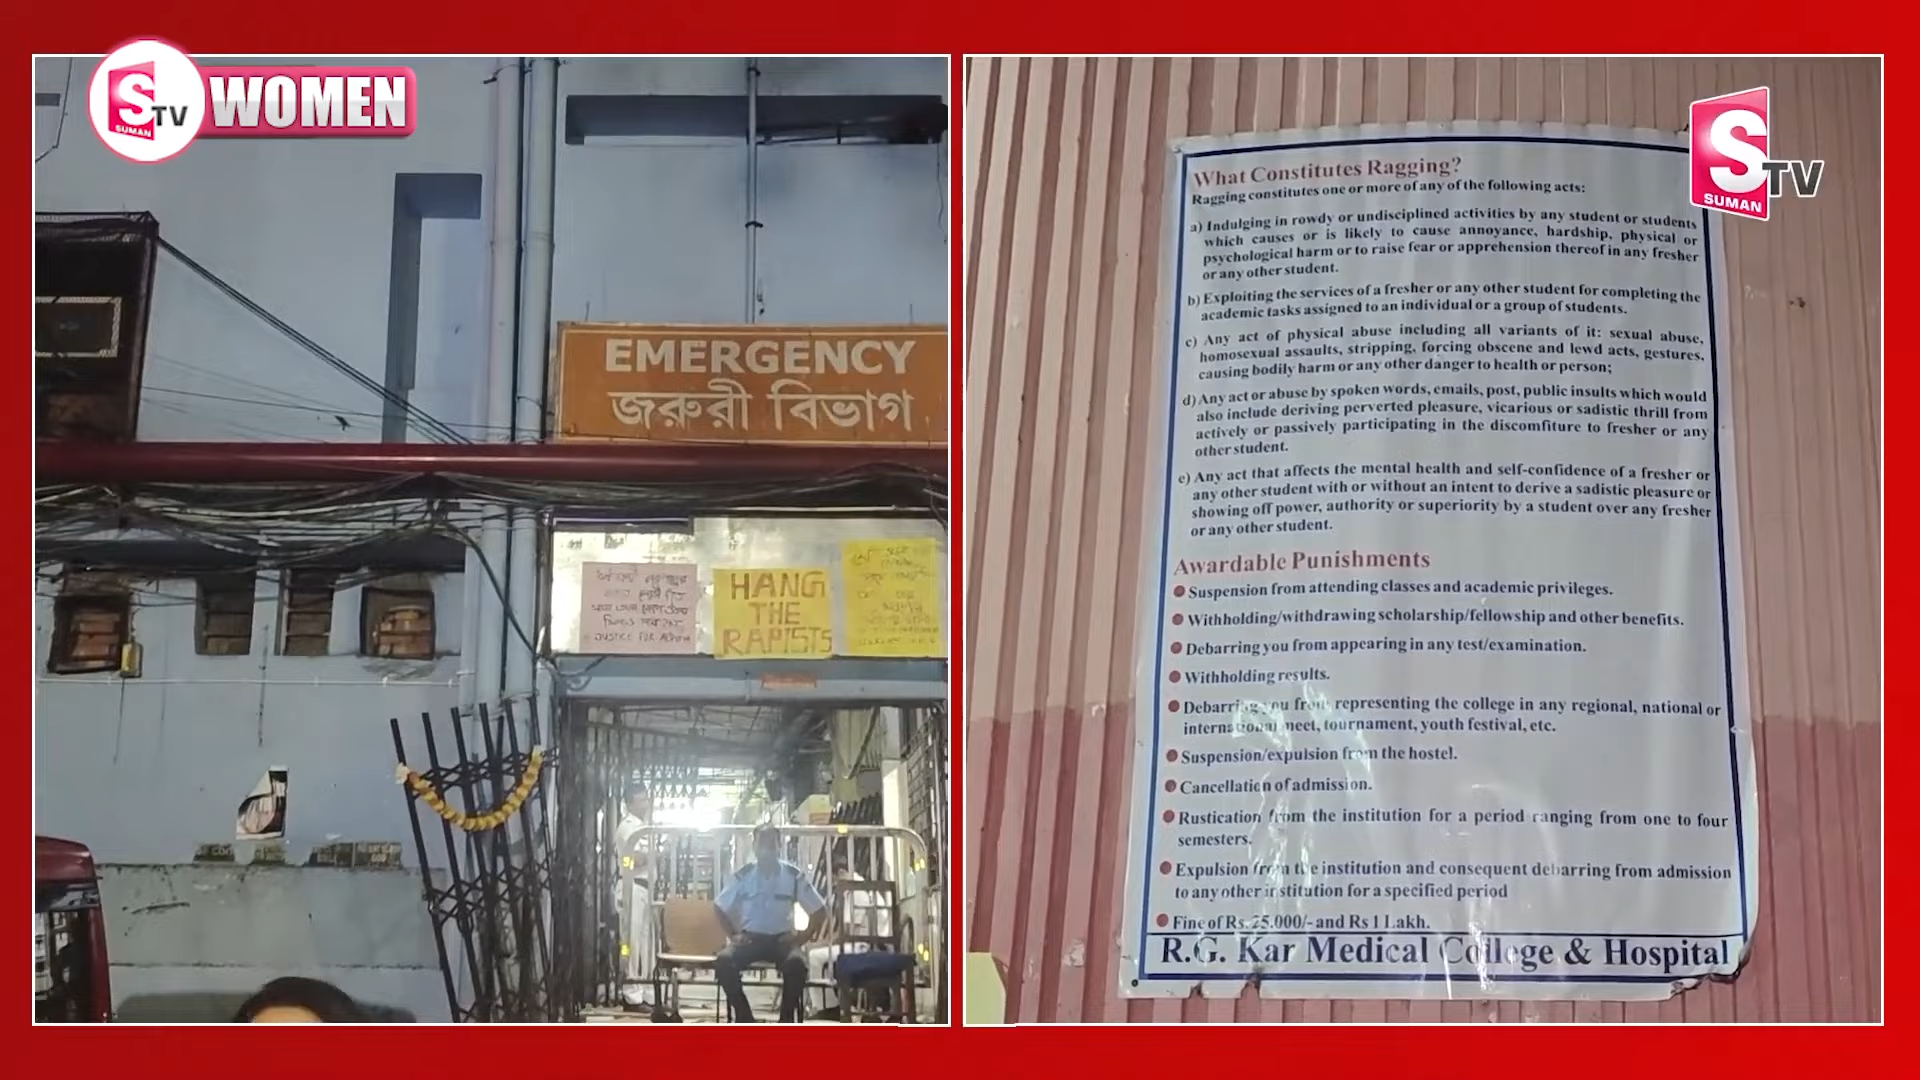 S
TV
SUMAN
WOMEN
EMERGENCY
জরুরী বিভাগ
HANG
THE
RAPISTS
JUSTICE FOR
S
TV
SUMAN
What Constitutes Ragging?
Ragging constitutes one or more of any of the following acts:
a) Indulging in rowdy or undisciplined activities by any student or students
which causes or is likely to cause annoyance, hardship, physical or
psychological harm or to raise fear or apprehension thereof in any fresher
or any other student.
b) Exploiting the services of a fresher or any other student for completing the
academic tasks assigned to an individual or a group of students.
c) Any act of physical abuse including all variants of it: sexual abuse,
homosexual assaults, stripping, forcing obscene and lewd acts, gestures,
causing bodily harm or any other danger to health or person;
d) Any act or abuse by spoken words, emails, post, public insults which would
also include deriving perverted pleasure, vicarious or sadistic thrill from
actively or passively participating in the discomfiture to fresher or any
other student.
e) Any act that affects the mental health and self-confidence of a fresher or
any other student with or without an intent to derive a sadistic pleasure or
showing off power, authority or superiority by a student over any fresher
or any other student.
Awardable Punishments
Suspension from attending classes and academic privileges.
Withholding/withdrawing scholarship/fellowship and other benefits.
Debarring you from appearing in any test/examination.
Withholding results.
Debarring you from representing the college in any regional, national or
international meet, tournament, youth festival, etc.
Suspension/expulsion from the hostel.
Cancellation of admission.
Rustication from the institution for a period ranging from one to four
semesters.
Expulsion from the institution and consequent debarring from admission
to any other institution for a specified period
Fine of Rs. 25,000/- and Rs 1 Lakh.
R.G. Kar Medical College & Hospital